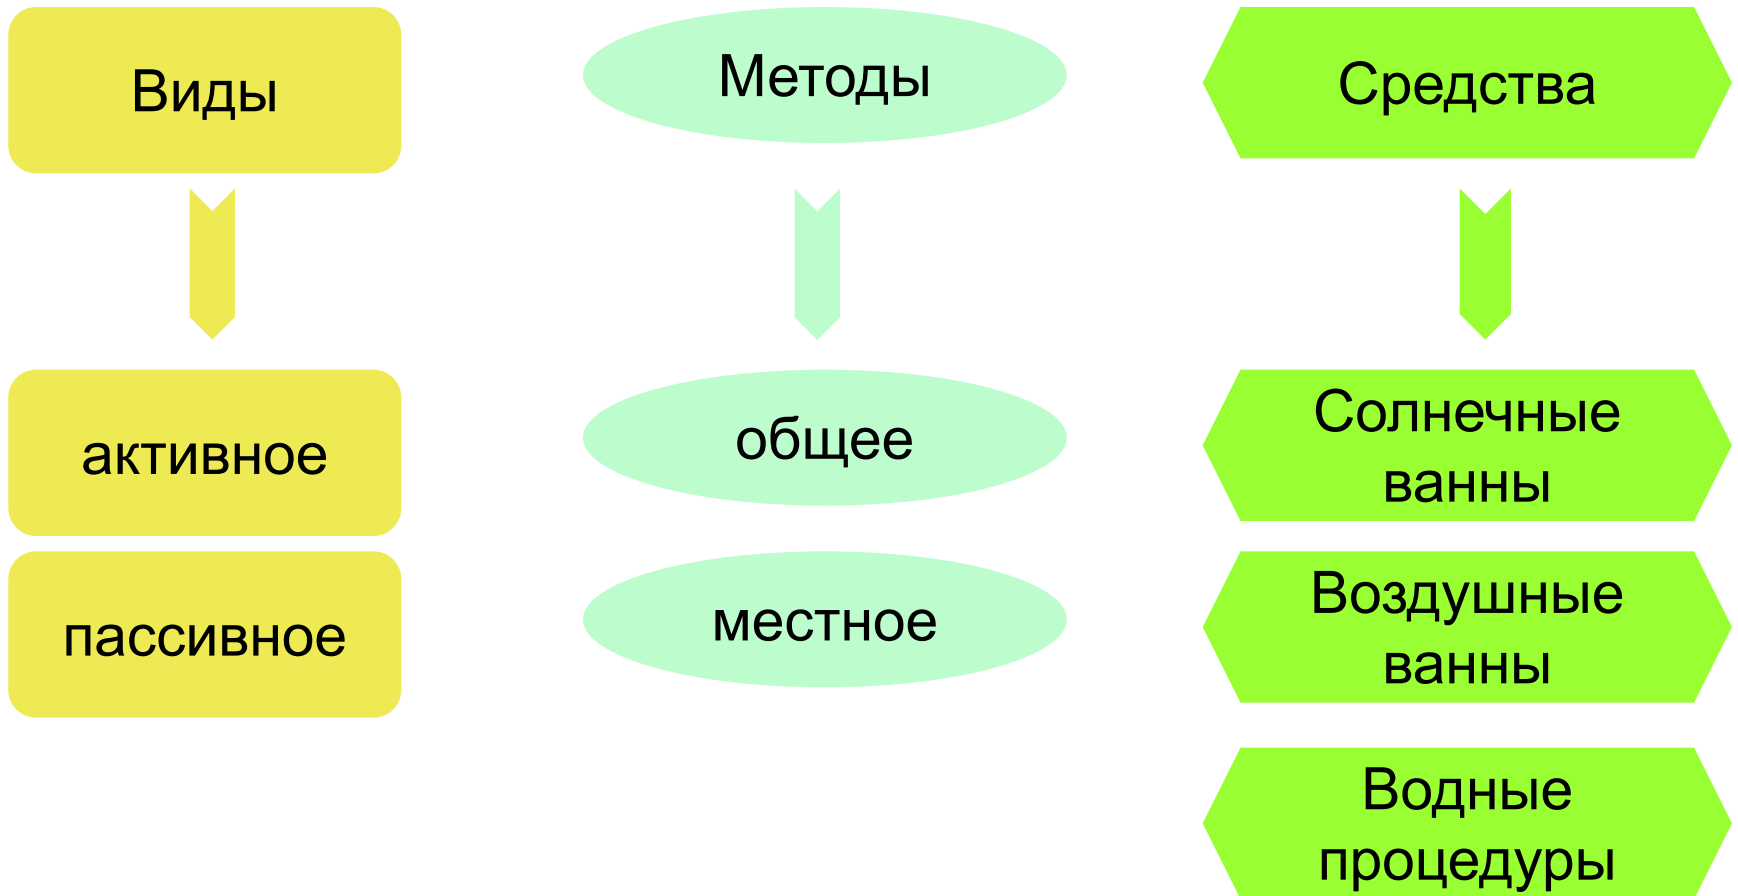 Виды
Методы
Средства
активное
общее
Солнечные
ванны
пассивное
местное
Воздушные
ванны
Водные
процедуры